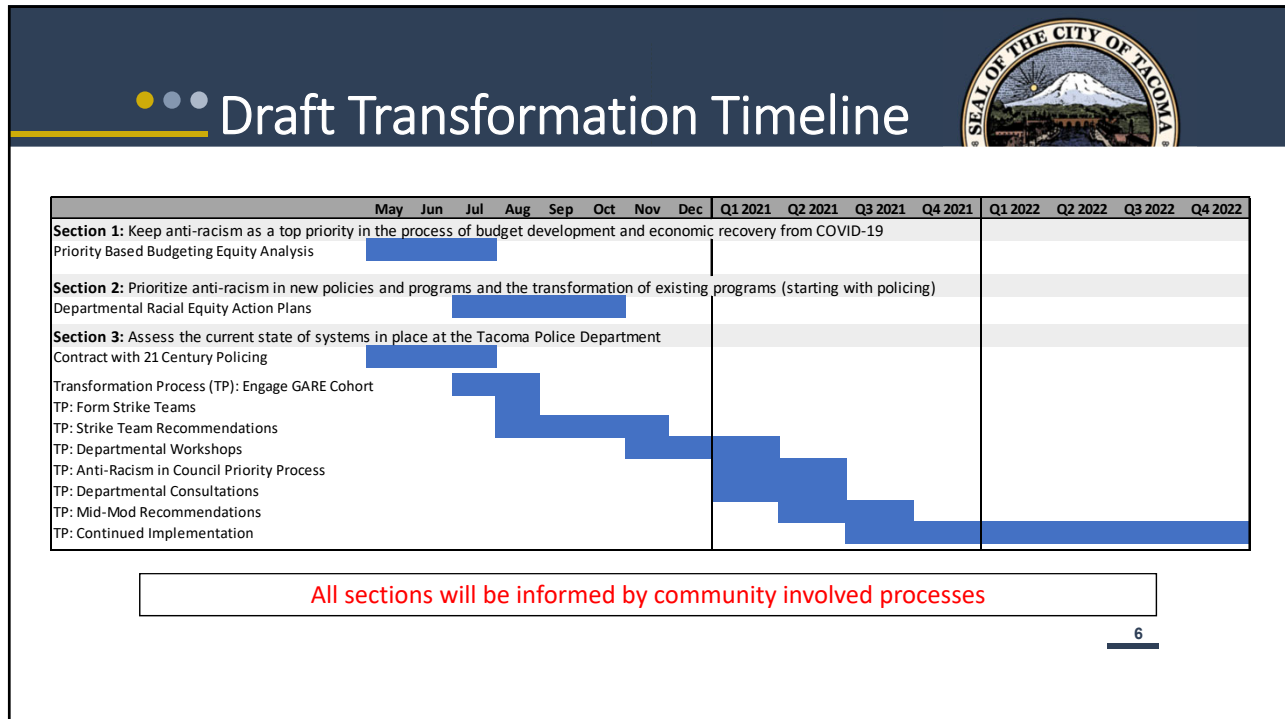 Draft Transformation Timeline
SEAL OF THE CITY OF TACOMA
May Jun Jul Aug Sep Oct Nov Dec Q1 2021 Q2 2021 Q3 2021 Q4 2021 Q1 2022 Q2 2022 Q3 2022 Q4 2022
Section 1: Keep anti-racism as a top priority in the process of budget development and economic recovery from COVID-19
Priority Based Budgeting Equity Analysis
Section 2: Prioritize anti-racism in new policies and programs and the transformation of existing programs (starting with policing)
Departmental Racial Equity Action Plans
Section 3: Assess the current state of systems in place at the Tacoma Police Department
Contract with 21 Century Policing
Transformation Process (TP): Engage GARE Cohort
TP: Form Strike Teams
TP: Strike Team Recommendations
TP: Departmental Workshops
TP: Anti-Racism in Council Priority Process
TP: Departmental Consultations
TP: Mid-Mod Recommendations
TP: Continued Implementation
All sections will be informed by community involved processes
6